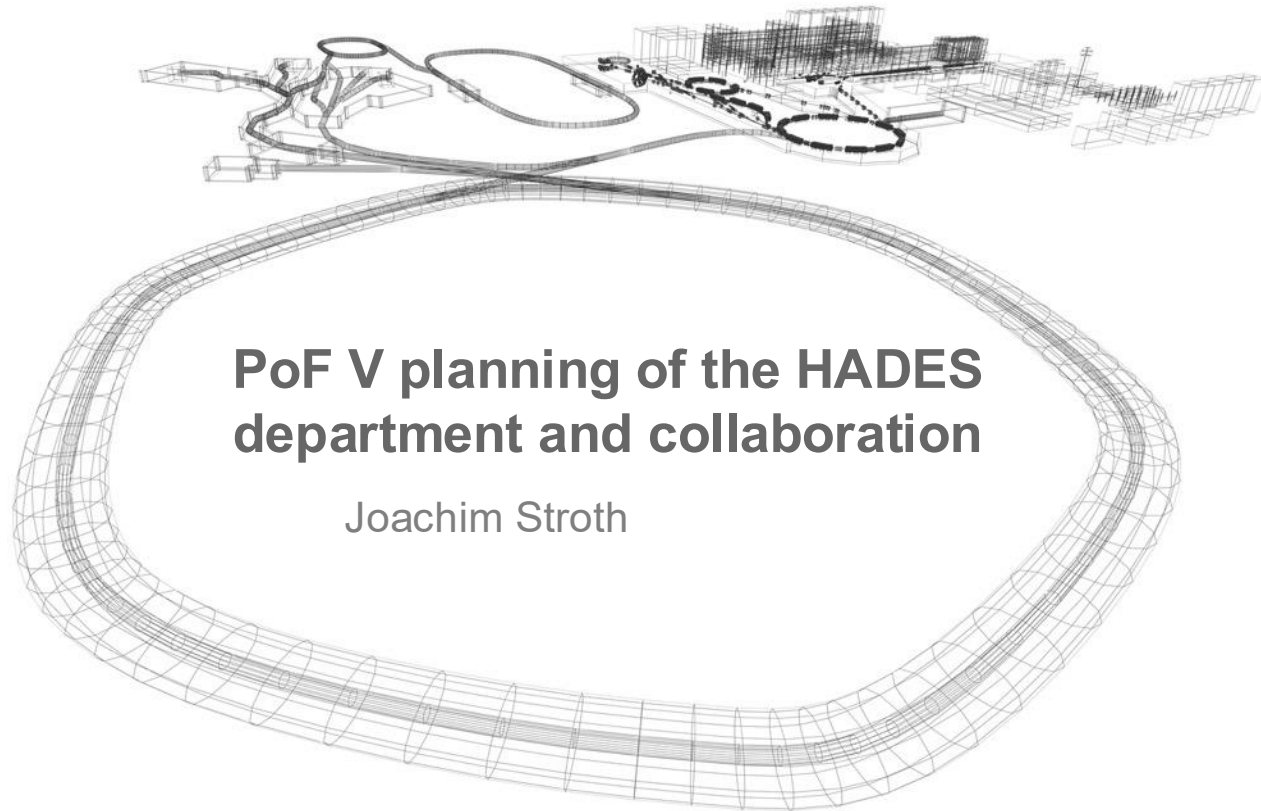 PoF V planning of the HADES
department and collaboration
Joachim Stroth